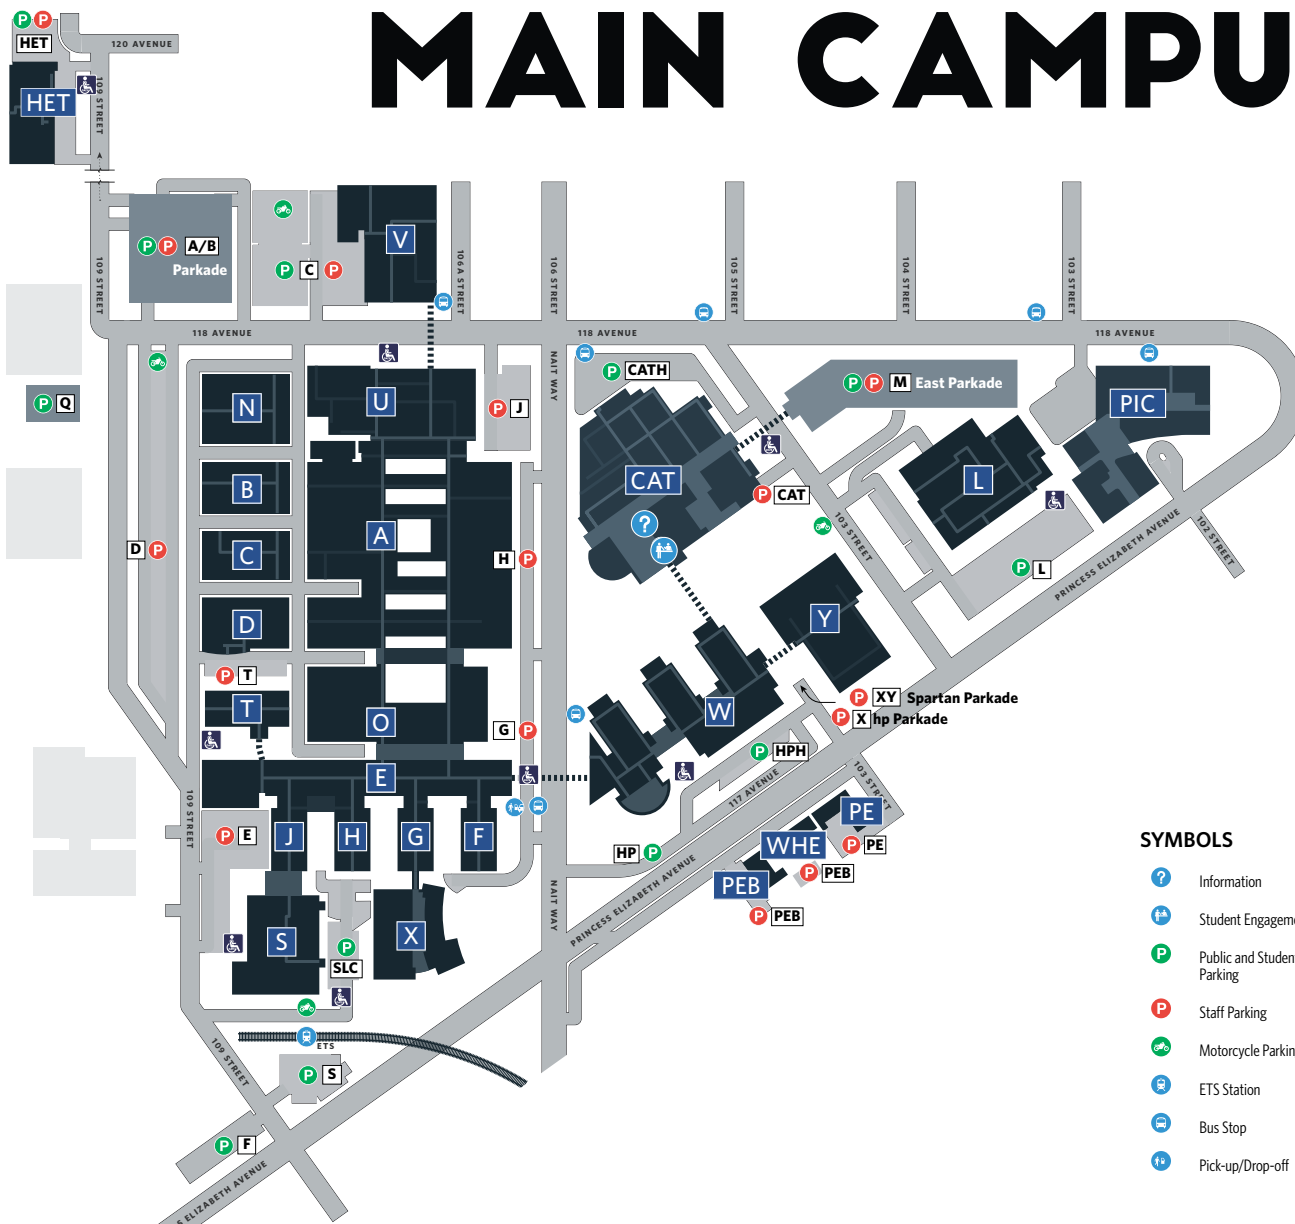 MAIN CAMPU
HET
120 AVENUE
HET
109 STREET
A/B
Parkade
C
V
109 STREET
106A STREET
106 STREET
105 STREET
104 STREET
103 STREET
118 AVENUE
118 AVENUE
118 AVENUE
NAIT WAY
CATH
M East Parkade
Q
N
U
J
PIC
B
CAT
CAT
L
A
C
D
H
103 STREET
102 STREET
L
PRINCESS ELIZABETH AVENUE
D
Y
T
T
O
W
G
XY Spartan Parkade
X hp Parkade
HPH
E
117 AVENUE
103 STREET
109 STREET
E
J
H
G
F
HP
PE
WHE
PE
PEB
PEB
PEB
NAIT WAY
PRINCESS ELIZABETH AVENUE
S
X
SLC
ETS
109 STREET
S
F
S ELIZABETH AVENUE
SYMBOLS
? Information
Student Engageme
P Public and Studen
Parking
P Staff Parking
Motorcycle Parkin
ETS Station
Bus Stop
Pick-up/Drop-off